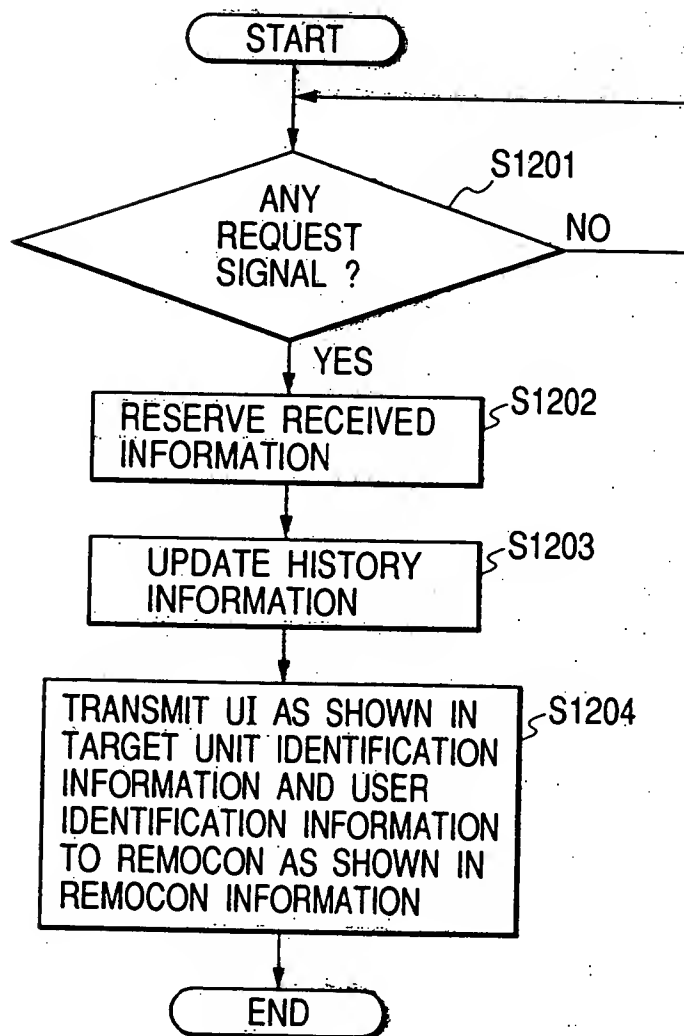 START
S1201
ANY
REQUEST
SIGNAL ?
NO
YES
S1202
RESERVE RECEIVED
INFORMATION
S1203
UPDATE HISTORY
INFORMATION
S1204
TRANSMIT UI AS SHOWN IN
TARGET UNIT IDENTIFICATION
INFORMATION AND USER
IDENTIFICATION INFORMATION
TO REMOCON AS SHOWN IN
REMOCON INFORMATION
END